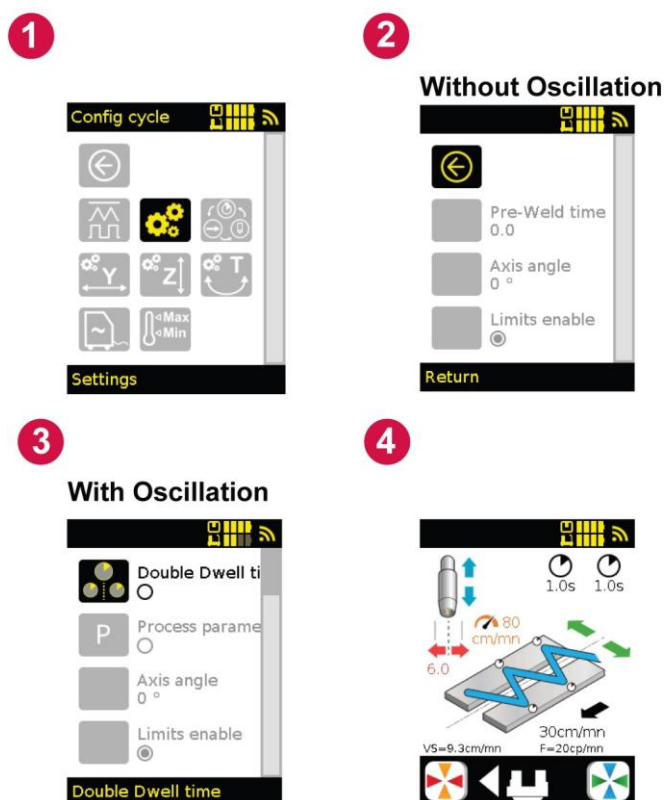 1
2
Without Oscillation
Config cycle
Y
Z
T
Max
Min
Settings
Pre-Weld time
0.0
Axis angle
0 °
Limits enable
Return
3
4
With Oscillation
Double Dwell ti
P
Process parame
Axis angle
0 °
Limits enable
Double Dwell time
1.0s 1.0s
80
cm/mn
6.0
30cm/mn
VS=9.3cm/mn F=20cp/mn